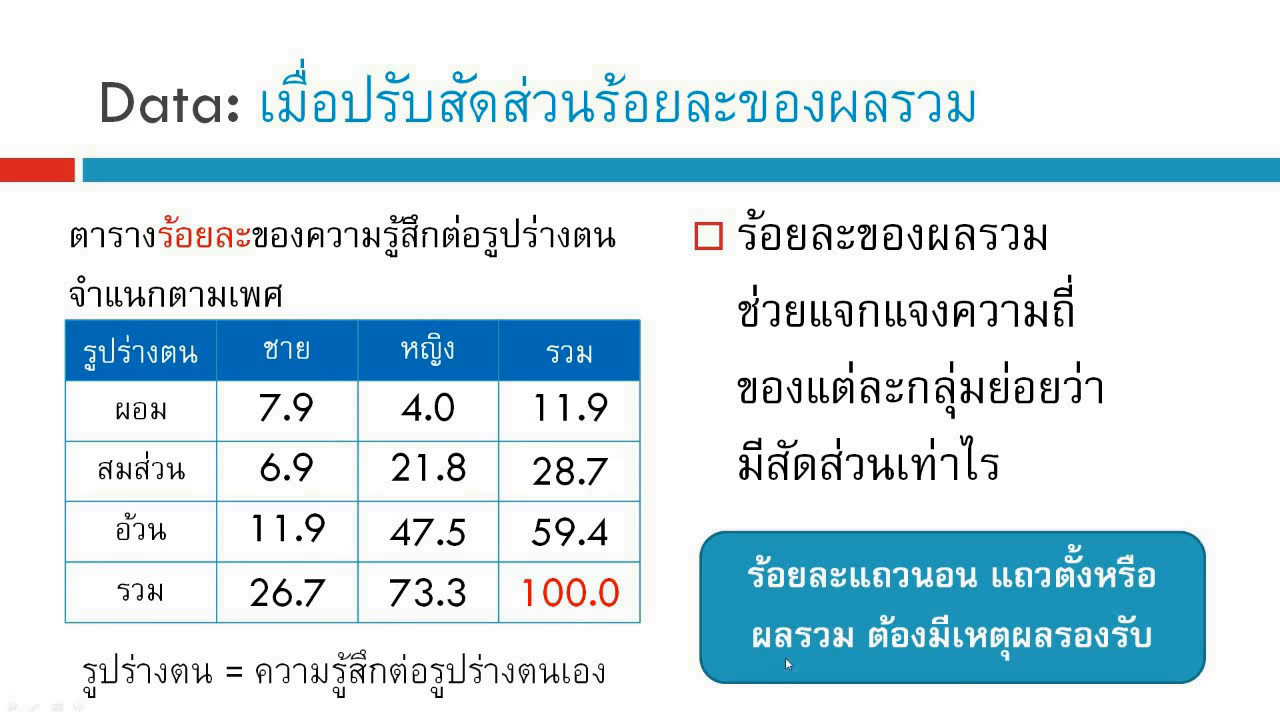 Data: เมื่อปรับสัดส่วนร้อยละของผลรวม
ตารางร้อยละของความรู้สึกต่อรูปร่างตน
จำแนกตามเพศ
รูปร่างตน ชาย หญิง รวม
ผอม 7.9 4.0 11.9
สมส่วน 6.9 21.8 28.7
อ้วน 11.9 47.5 59.4
รวม 26.7 73.3 100.0
รูปร่างตน = ความรู้สึกต่อรูปร่างตนเอง
ร้อยละของผลรวม
ช่วยแจกแจงความถี่
ของแต่ละกลุ่มย่อยว่า
มีสัดส่วนเท่าไร
ร้อยละแถวนอน แถวตั้งหรือ
ผลรวม ต้องมีเหตุผลรองรับ